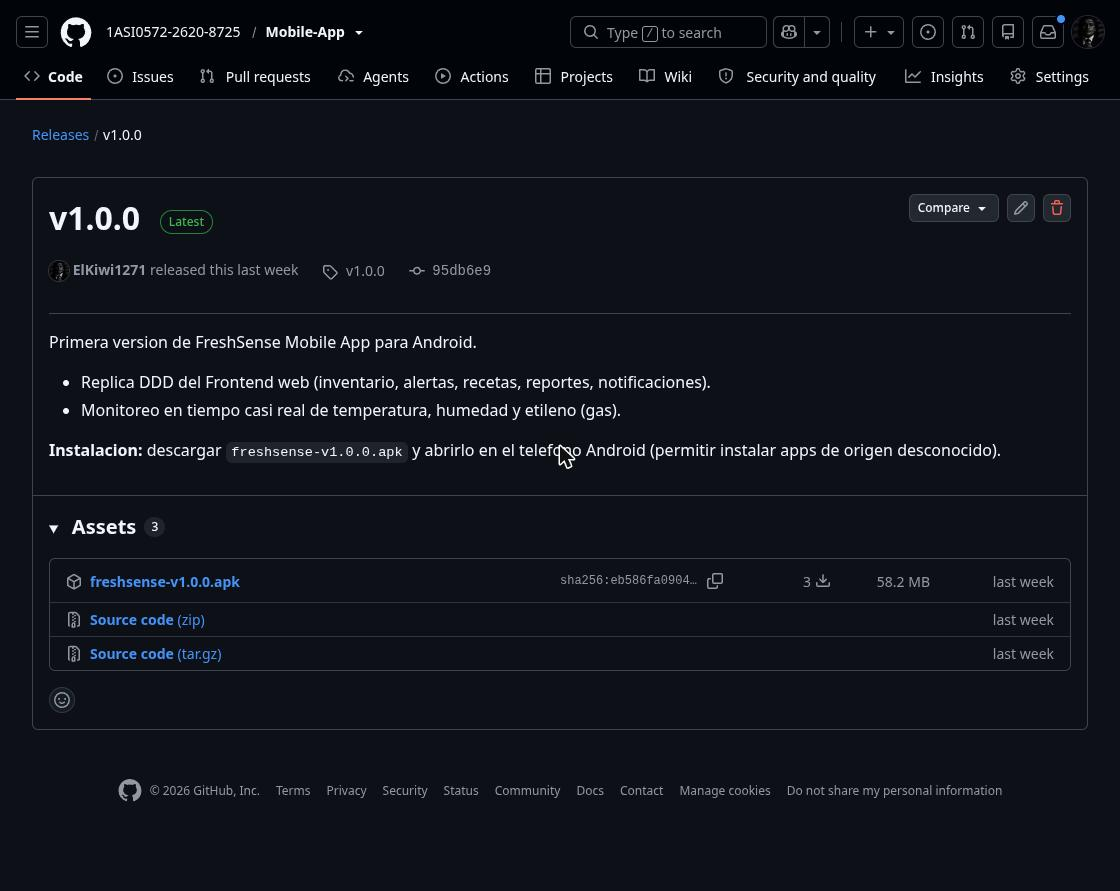 1ASI0572-2620-8725 / Mobile-App
Type / to search
Code Issues Pull requests Agents Actions Projects Wiki Security and quality Insights Settings
Releases / v1.0.0
v1.0.0 Latest
Compare
ElKiwi1271 released this last week v1.0.0 95db6e9
Primera version de FreshSense Mobile App para Android.
Replica DDD del Frontend web (inventario, alertas, recetas, reportes, notificaciones).
Monitoreo en tiempo casi real de temperatura, humedad y etileno (gas).
Instalacion: descargar freshsense-v1.0.0.apk y abrirlo en el telefono Android (permitir instalar apps de origen desconocido).
Assets 3
freshsense-v1.0.0.apk sha256:eb586fa0904… 3 58.2 MB last week
Source code (zip) last week
Source code (tar.gz) last week
© 2026 GitHub, Inc. Terms Privacy Security Status Community Docs Contact Manage cookies Do not share my personal information